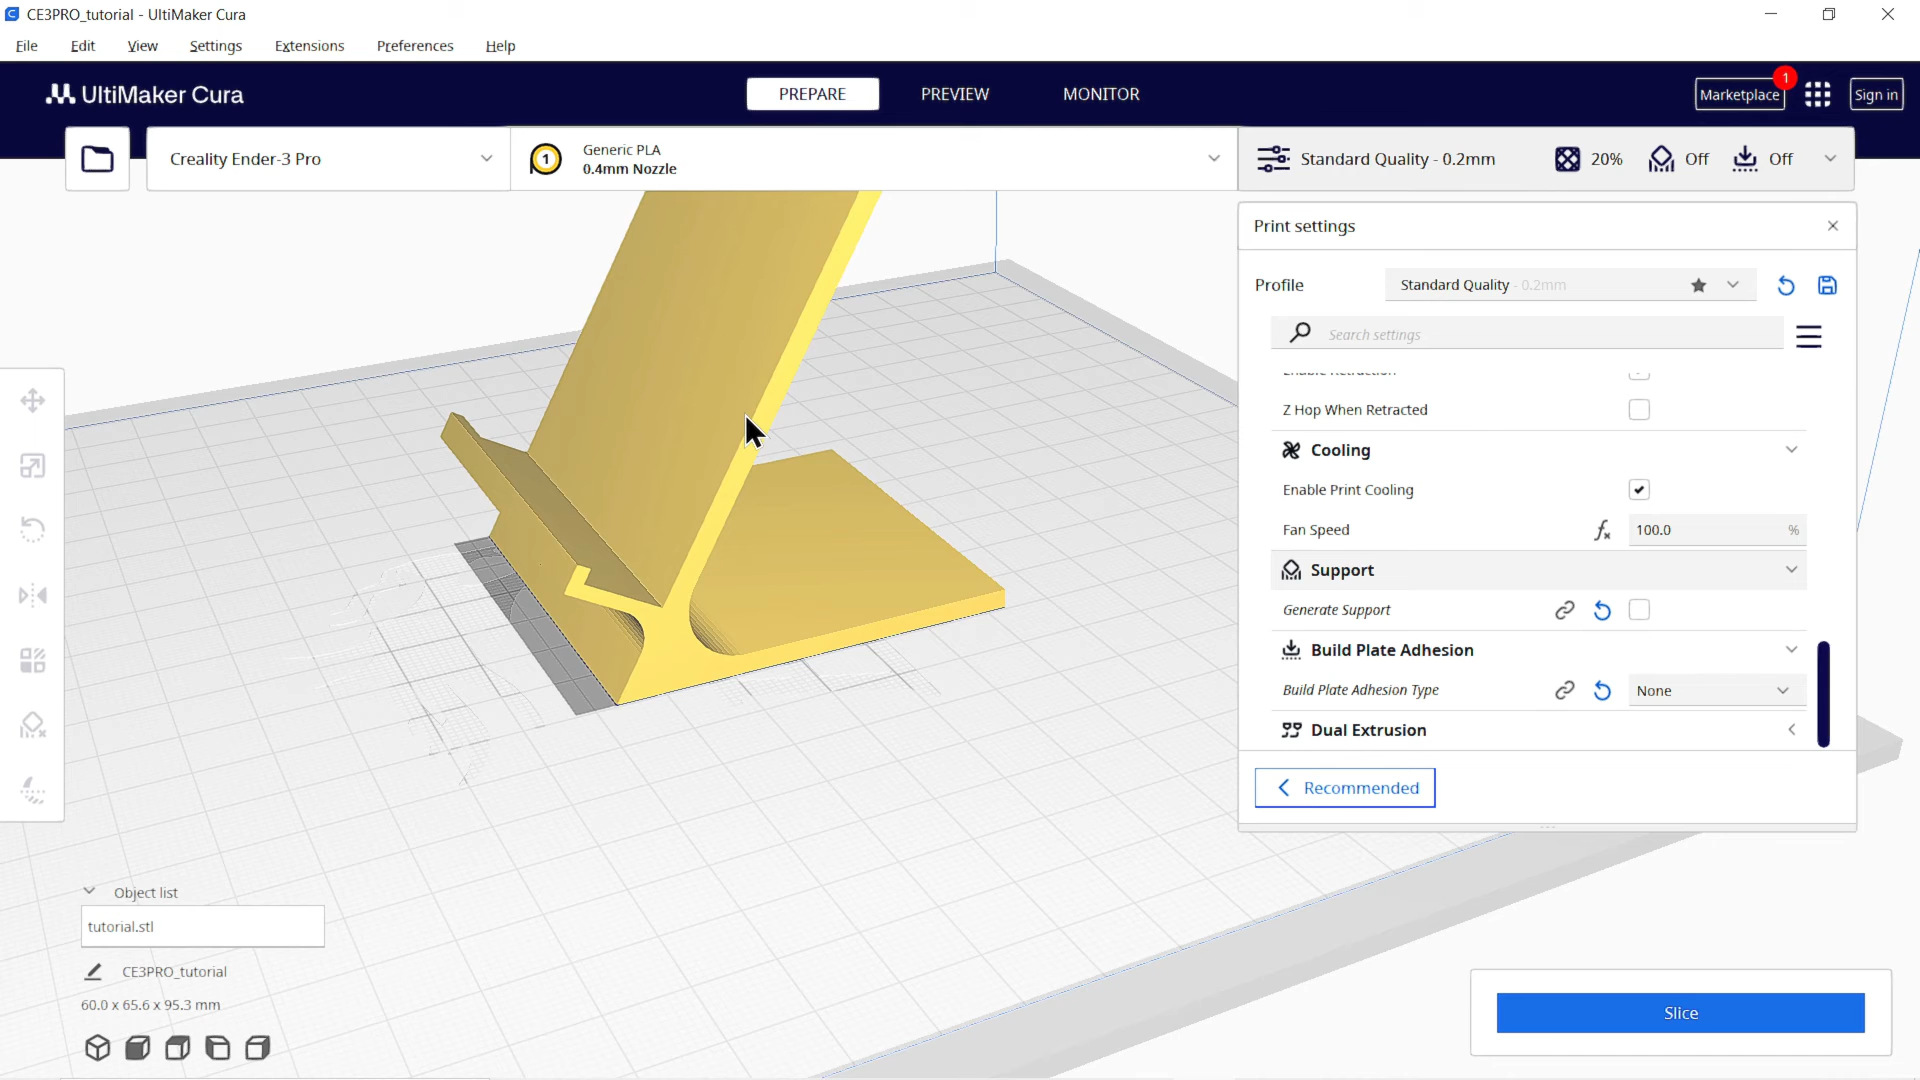 CE3PRO_tutorial - UltiMaker Cura
File Edit View Settings Extensions Preferences Help
UltiMaker Cura
PREPARE PREVIEW MONITOR
Marketplace 1 Sign in
Creality Ender-3 Pro
1 Generic PLA
0.4mm Nozzle
Standard Quality - 0.2mm 20% Off Off
Print settings
Profile Standard Quality - 0.2mm
Search settings
Z Hop When Retracted
Cooling
Enable Print Cooling
Fan Speed fx 100.0 %
Support
Generate Support
Build Plate Adhesion
Build Plate Adhesion Type None
Dual Extrusion
Recommended
Object list
tutorial.stl
CE3PRO_tutorial
60.0 x 65.6 x 95.3 mm
Slice